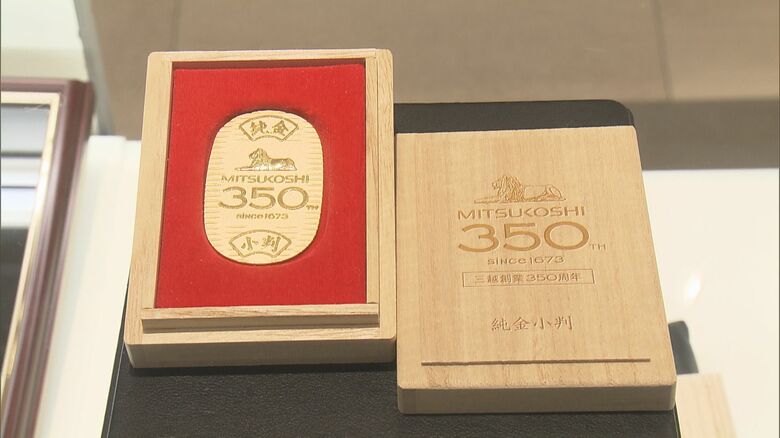 純金
MITSUKOSHI
350TH
since1673
小判
MITSUKOSHI
350TH
since1673
三越創業350周年
純金小判